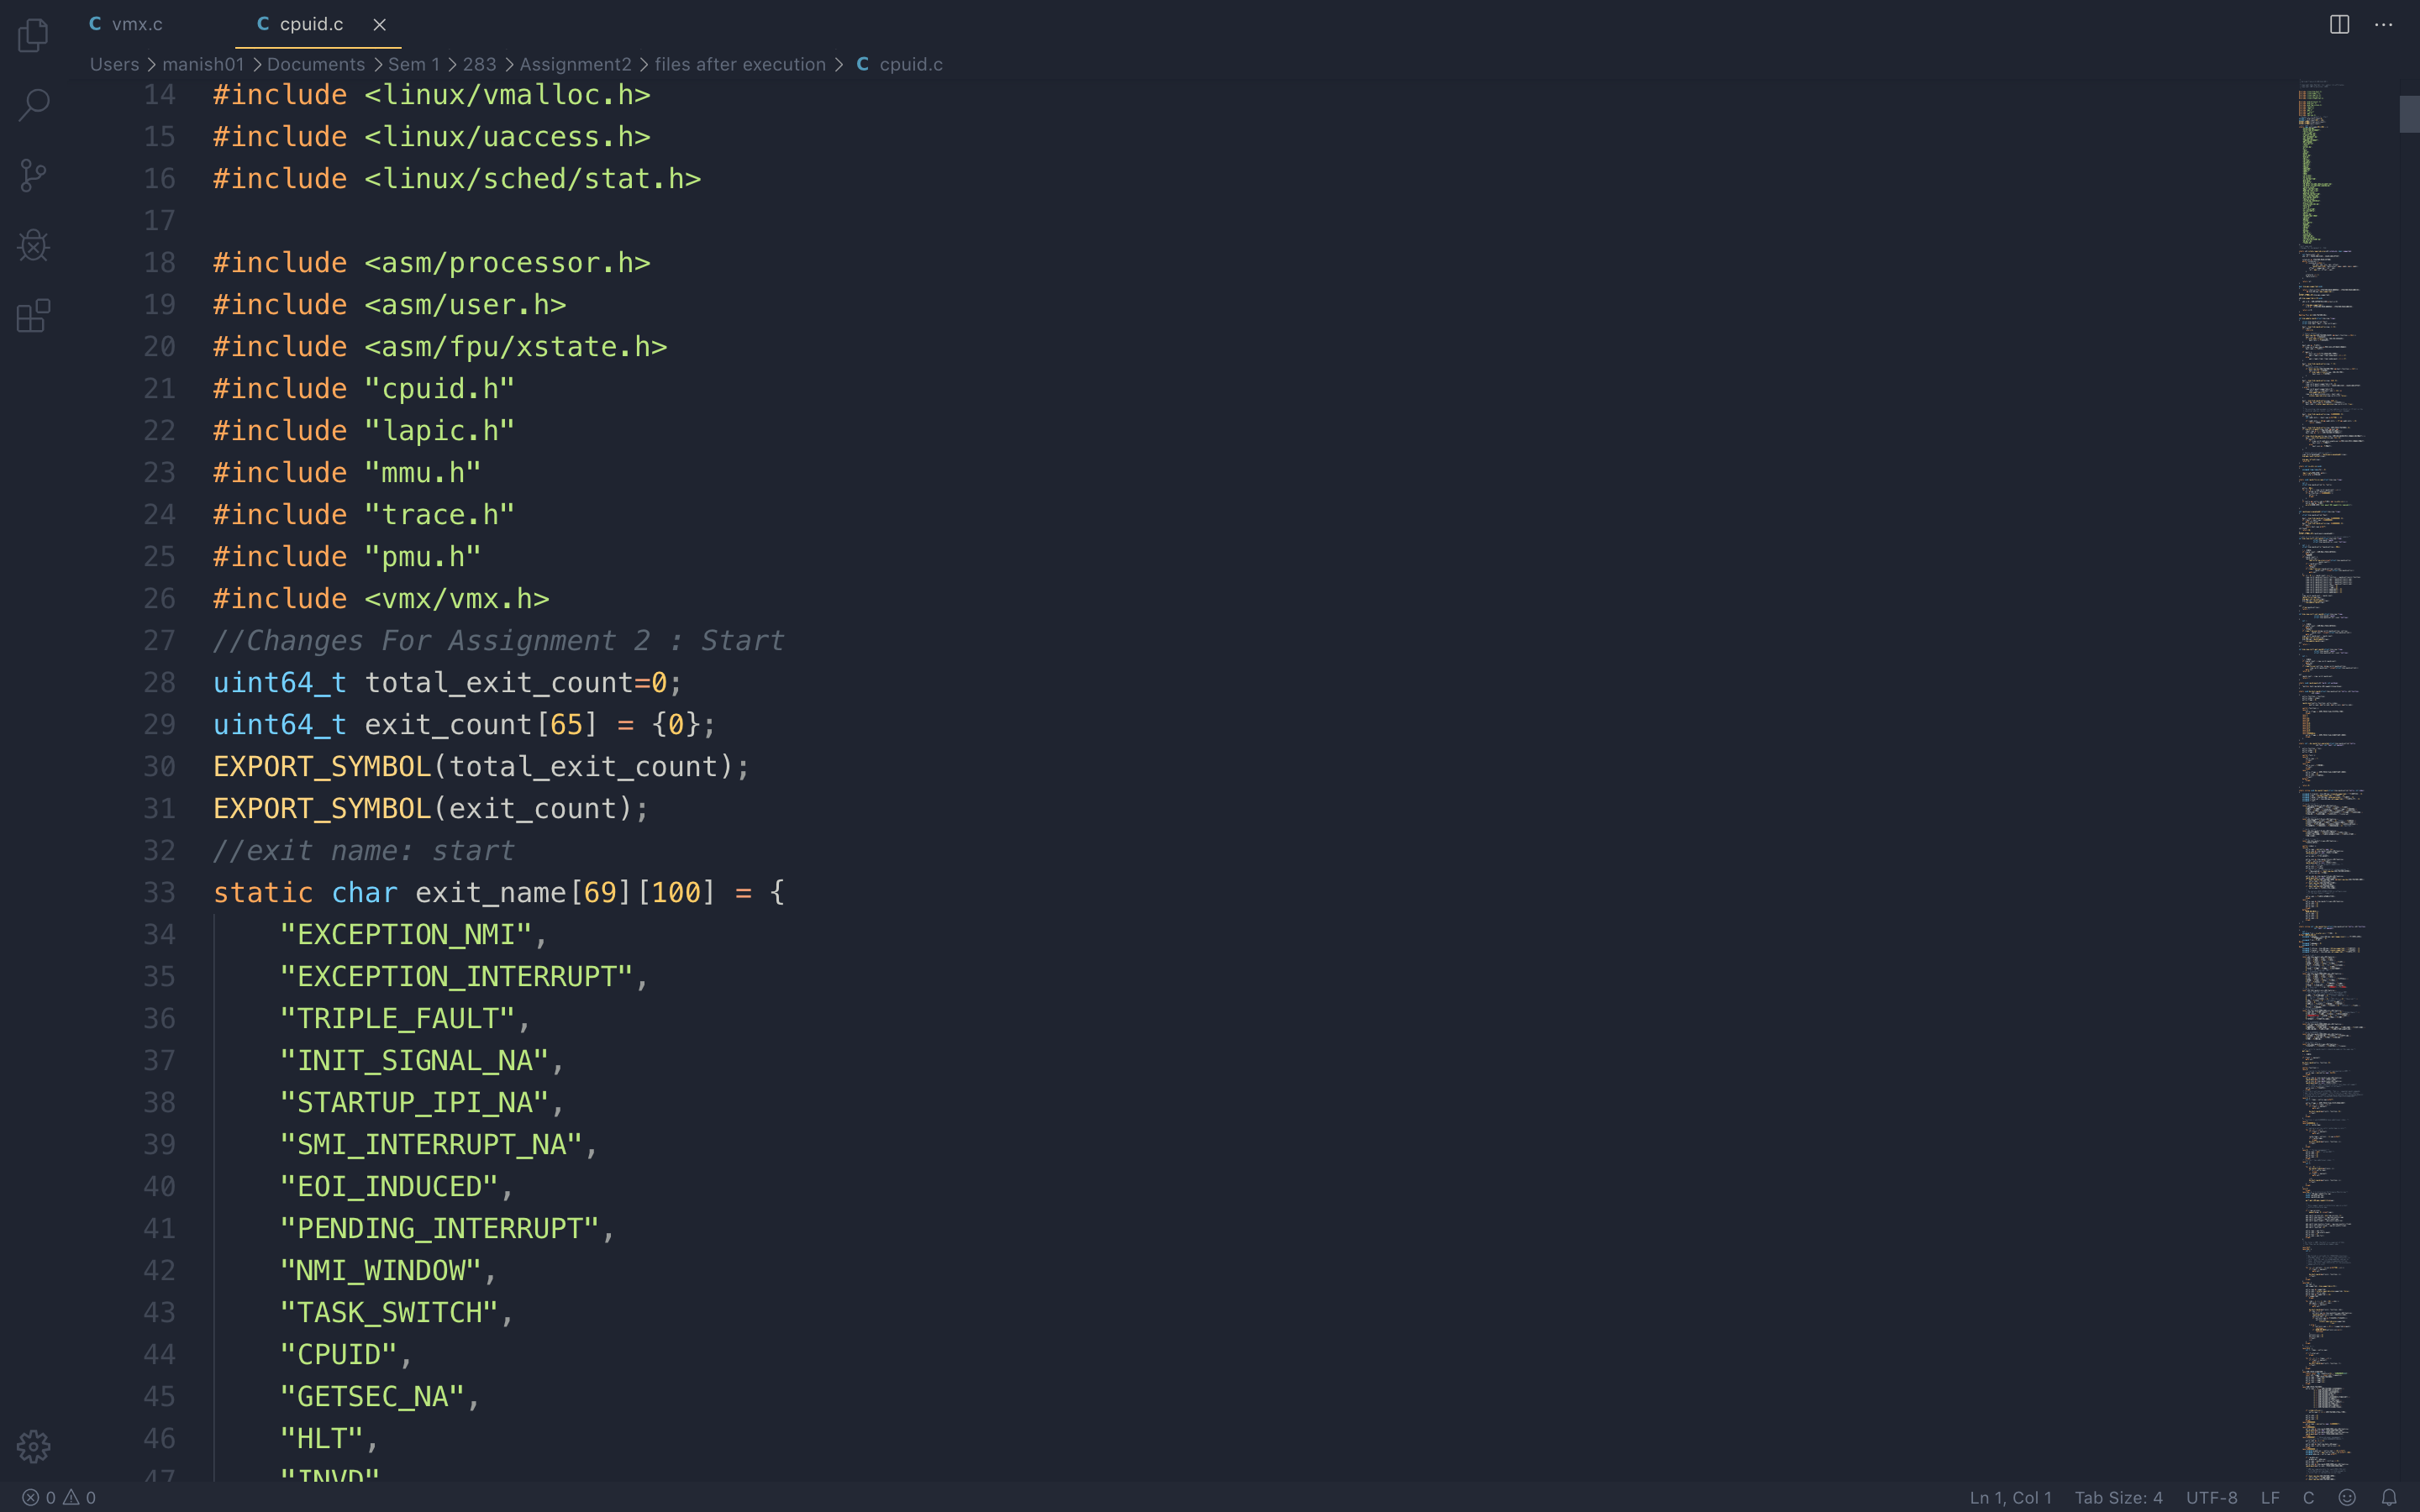 C vmx.c C cpuid.c
Users > manish01 > Documents > Sem 1 > 283 > Assignment2 > files after execution > C cpuid.c
14 #include <linux/vmalloc.h>
15 #include <linux/uaccess.h>
16 #include <linux/sched/stat.h>
17
18 #include <asm/processor.h>
19 #include <asm/user.h>
20 #include <asm/fpu/xstate.h>
21 #include "cpuid.h"
22 #include "lapic.h"
23 #include "mmu.h"
24 #include "trace.h"
25 #include "pmu.h"
26 #include <vmx/vmx.h>
27 //Changes For Assignment 2 : Start
28 uint64_t total_exit_count=0;
29 uint64_t exit_count[65] = {0};
30 EXPORT_SYMBOL(total_exit_count);
31 EXPORT_SYMBOL(exit_count);
32 //exit name: start
33 static char exit_name[69][100] = {
34 "EXCEPTION_NMI",
35 "EXCEPTION_INTERRUPT",
36 "TRIPLE_FAULT",
37 "INIT_SIGNAL_NA",
38 "STARTUP_IPI_NA",
39 "SMI_INTERRUPT_NA",
40 "EOI_INDUCED",
41 "PENDING_INTERRUPT",
42 "NMI_WINDOW",
43 "TASK_SWITCH",
44 "CPUID",
45 "GETSEC_NA",
46 "HLT",
47 "INVD"
0 0 Ln 1, Col 1 Tab Size: 4 UTF-8 LF C